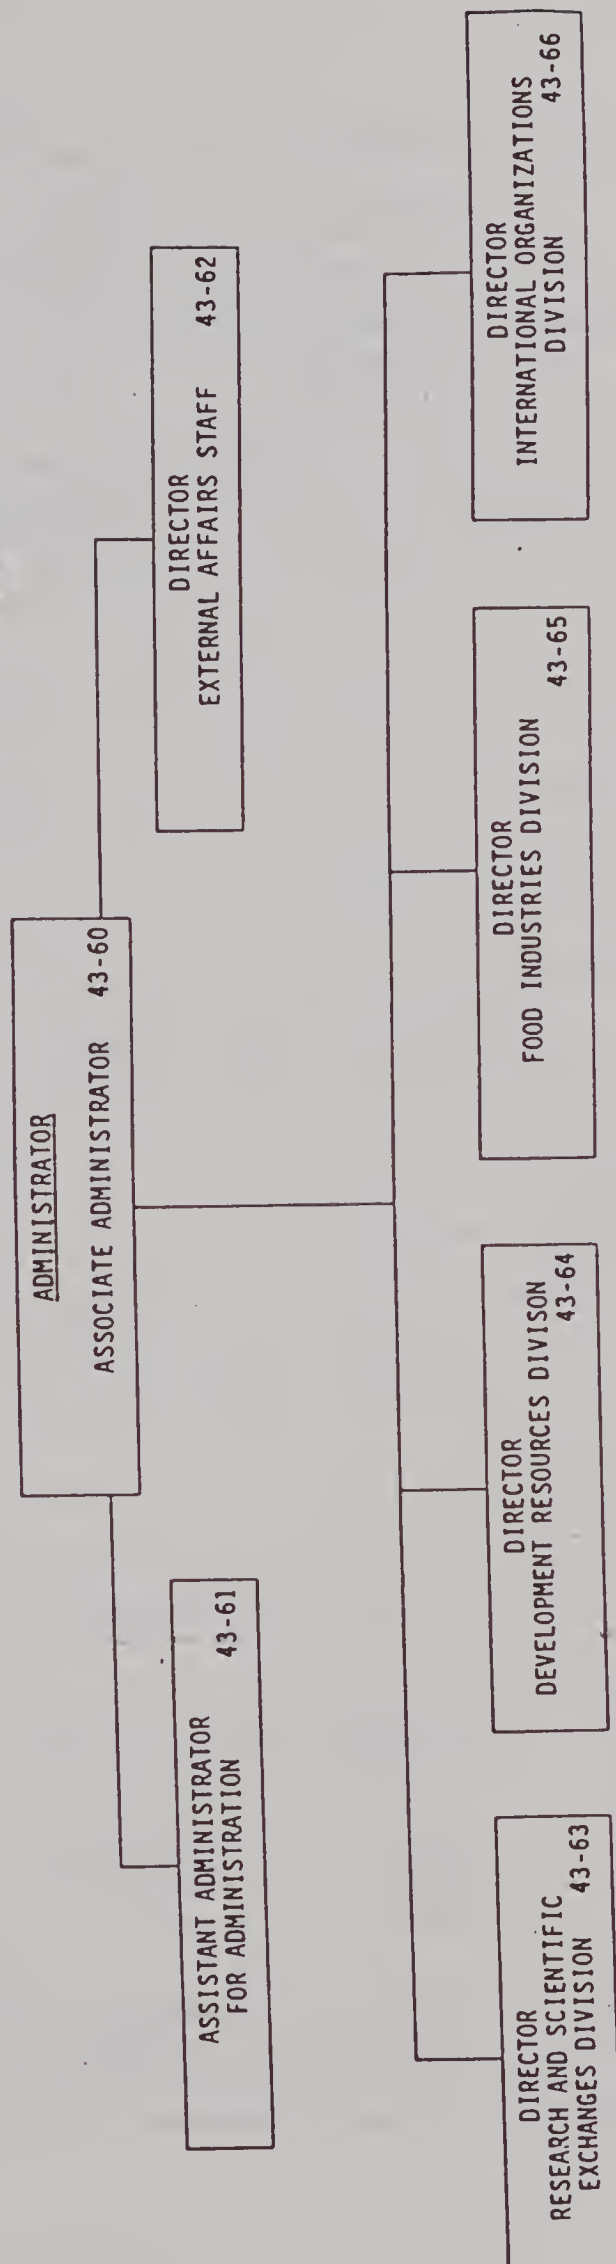 ADMINISTRATOR
ASSOCIATE ADMINISTRATOR 43-60
ASSISTANT ADMINISTRATOR
FOR ADMINISTRATION 43-61
DIRECTOR
EXTERNAL AFFAIRS STAFF 43-62
DIRECTOR
RESEARCH AND SCIENTIFIC
EXCHANGES DIVISION 43-63
DIRECTOR
DEVELOPMENT RESOURCES DIVISON
43-64
DIRECTOR
FOOD INDUSTRIES DIVISION
43-65
DIRECTOR
INTERNATIONAL ORGANIZATIONS
DIVISION
43-66